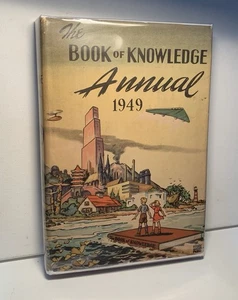 The
BOOK OF KNOWLEDGE
Annual
1949